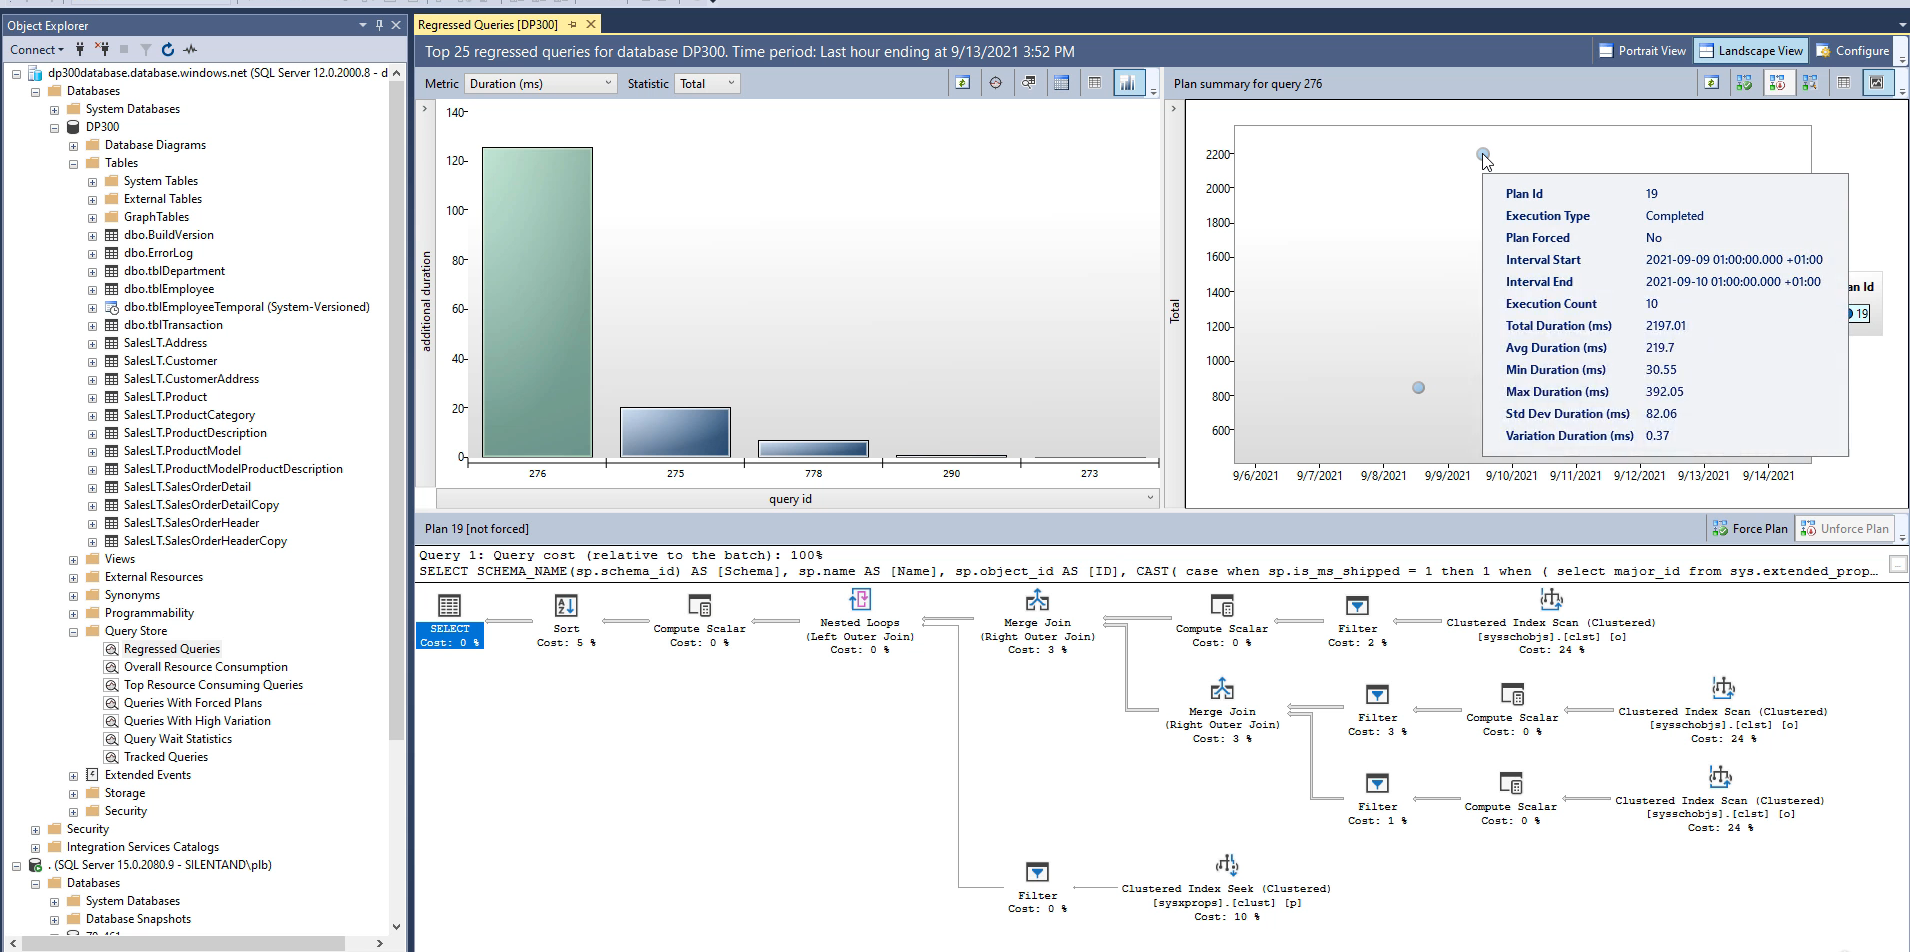 Object Explorer
Connect
dp300database.database.windows.net (SQL Server 12.0.2000.8 - d
Databases
System Databases
DP300
Database Diagrams
Tables
System Tables
External Tables
GraphTables
dbo.BuildVersion
dbo.ErrorLog
dbo.tblDepartment
dbo.tblEmployee
dbo.tblEmployeeTemporal (System-Versioned)
dbo.tblTransaction
SalesLT.Address
SalesLT.Customer
SalesLT.CustomerAddress
SalesLT.Product
SalesLT.ProductCategory
SalesLT.ProductDescription
SalesLT.ProductModel
SalesLT.ProductModelProductDescription
SalesLT.SalesOrderDetail
SalesLT.SalesOrderDetailCopy
SalesLT.SalesOrderHeader
SalesLT.SalesOrderHeaderCopy
Views
External Resources
Synonyms
Programmability
Query Store
Regressed Queries
Overall Resource Consumption
Top Resource Consuming Queries
Queries With Forced Plans
Queries With High Variation
Query Wait Statistics
Tracked Queries
Extended Events
Storage
Security
Security
Integration Services Catalogs
. (SQL Server 15.0.2080.9 - SILENTAND\plb)
Databases
System Databases
Database Snapshots
Regressed Queries [DP300]
Top 25 regressed queries for database DP300. Time period: Last hour ending at 9/13/2021 3:52 PM
Portrait View
Landscape View
Configure
Metric Duration (ms) Statistic Total
additional duration
140
120
100
80
60
40
20
0
276 275 778 290 273
query id
Plan summary for query 276
Total
2200
2000
1800
1600
1400
1200
1000
800
600
9/6/2021 9/7/2021 9/8/2021 9/9/2021 9/10/2021 9/11/2021 9/12/2021 9/13/2021 9/14/2021
Plan Id 19
Execution Type Completed
Plan Forced No
Interval Start 2021-09-09 01:00:00.000 +01:00
Interval End 2021-09-10 01:00:00.000 +01:00
Execution Count 10
Total Duration (ms) 2197.01
Avg Duration (ms) 219.7
Min Duration (ms) 30.55
Max Duration (ms) 392.05
Std Dev Duration (ms) 82.06
Variation Duration (ms) 0.37
an Id
19
Plan 19 [not forced]
Force Plan
Unforce Plan
Query 1: Query cost (relative to the batch): 100%
SELECT SCHEMA_NAME(sp.schema_id) AS [Schema], sp.name AS [Name], sp.object_id AS [ID], CAST( case when sp.is_ms_shipped = 1 then 1 when ( select major_id from sys.extended_prop...
SELECT
Cost: 0 %
Sort
Cost: 5 %
Compute Scalar
Cost: 0 %
Nested Loops
(Left Outer Join)
Cost: 0 %
Merge Join
(Right Outer Join)
Cost: 3 %
Compute Scalar
Cost: 0 %
Filter
Cost: 2 %
Clustered Index Scan (Clustered)
[sysschobjs].[clst] [o]
Cost: 24 %
Merge Join
(Right Outer Join)
Cost: 3 %
Filter
Cost: 3 %
Compute Scalar
Cost: 0 %
Clustered Index Scan (Clustered)
[sysschobjs].[clst] [o]
Cost: 24 %
Filter
Cost: 1 %
Compute Scalar
Cost: 0 %
Clustered Index Scan (Clustered)
[sysschobjs].[clst] [o]
Cost: 24 %
Filter
Cost: 0 %
Clustered Index Seek (Clustered)
[sysxprops].[clust] [p]
Cost: 10 %